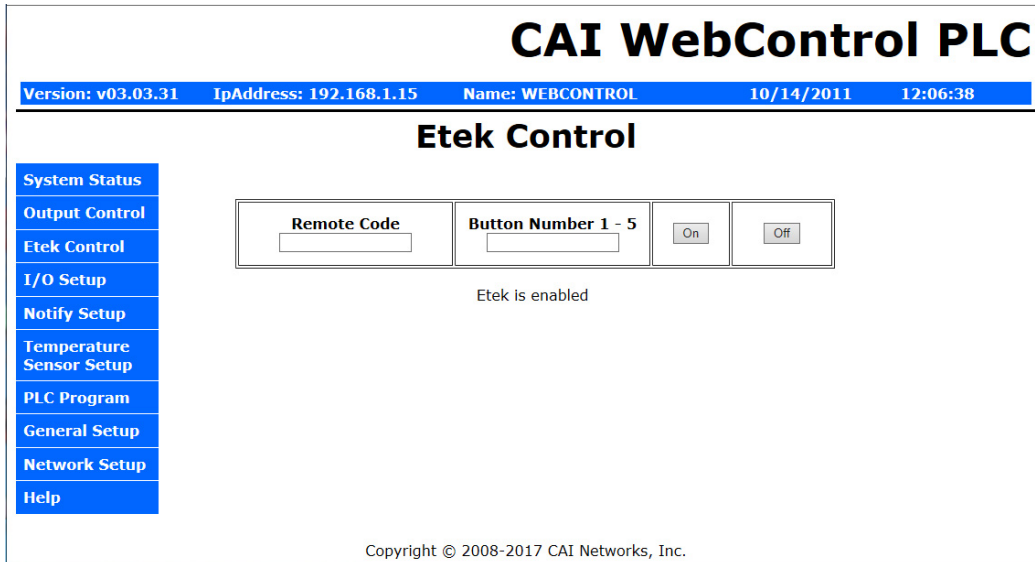 CAI WebControl PLC
Version: v03.03.31 IpAddress: 192.168.1.15 Name: WEBCONTROL 10/14/2011 12:06:38
Etek Control
System Status
Output Control
Etek Control
I/O Setup
Notify Setup
Temperature
Sensor Setup
PLC Program
General Setup
Network Setup
Help
Remote Code Button Number 1 - 5 On Off
Etek is enabled
Copyright © 2008-2017 CAI Networks, Inc.